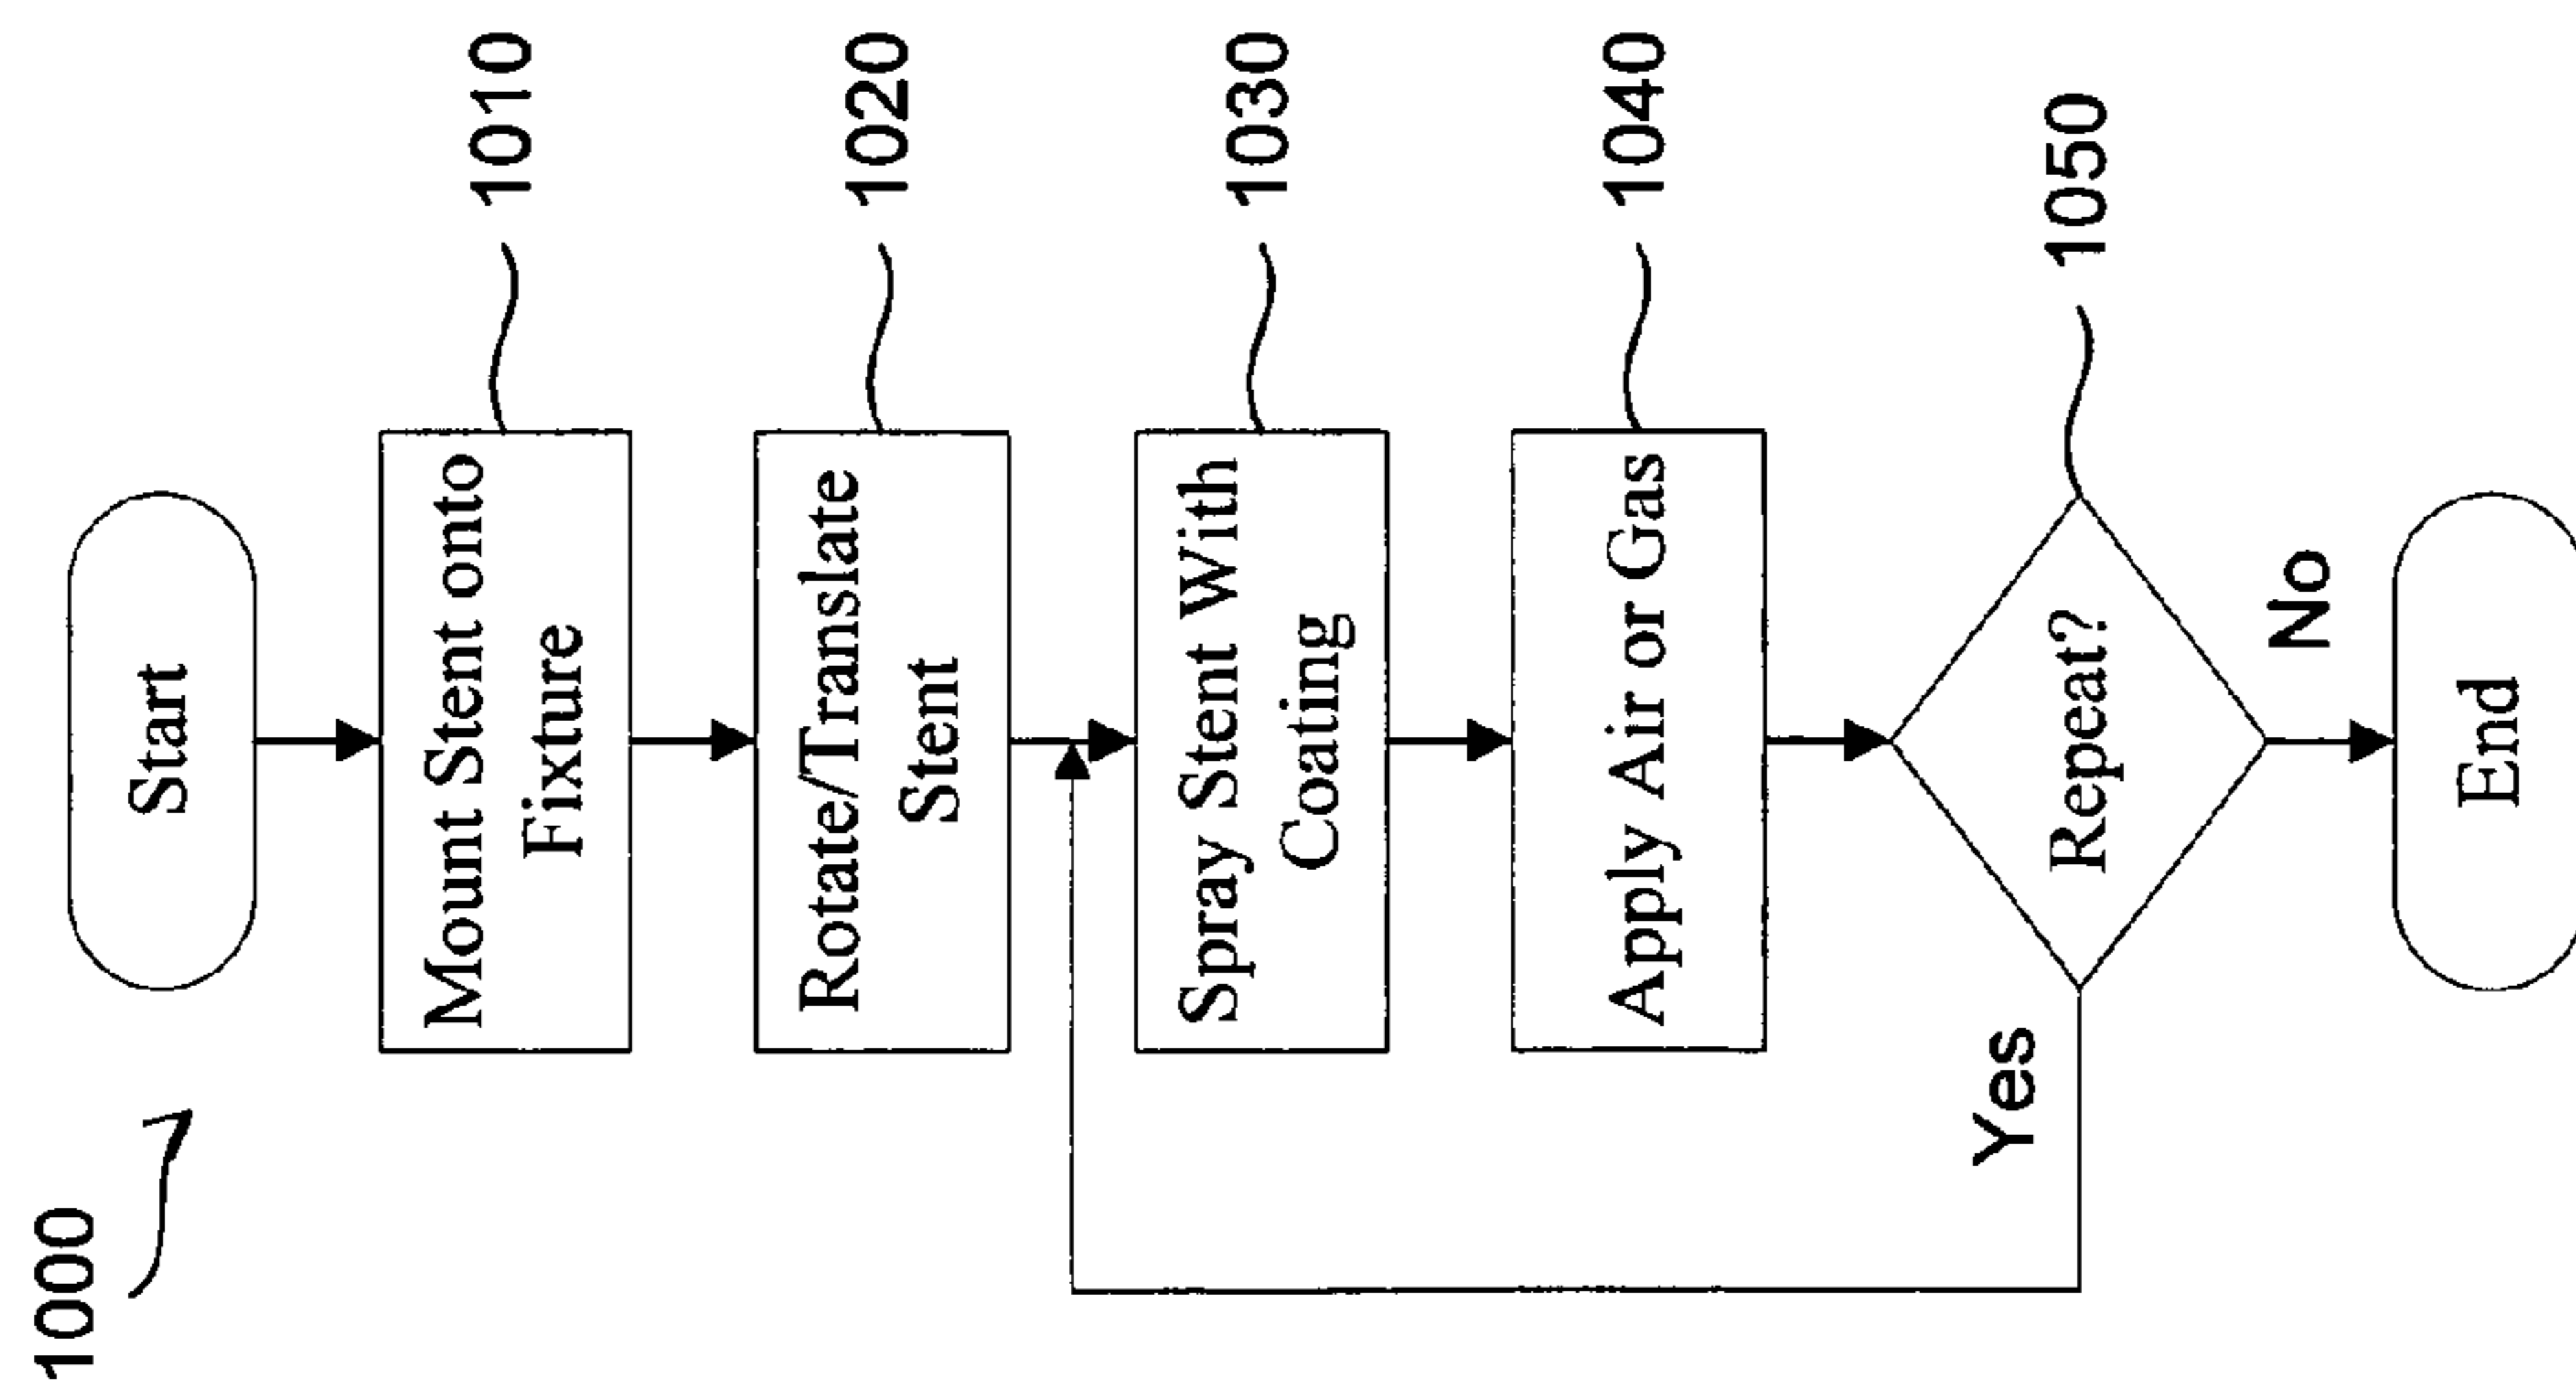 1000
Start
Mount Stent onto
Fixture
1010
Rotate/Translate
Stent
1020
Spray Stent With
Coating
1030
Apply Air or Gas
1040
Repeat?
1050
Yes
No
End